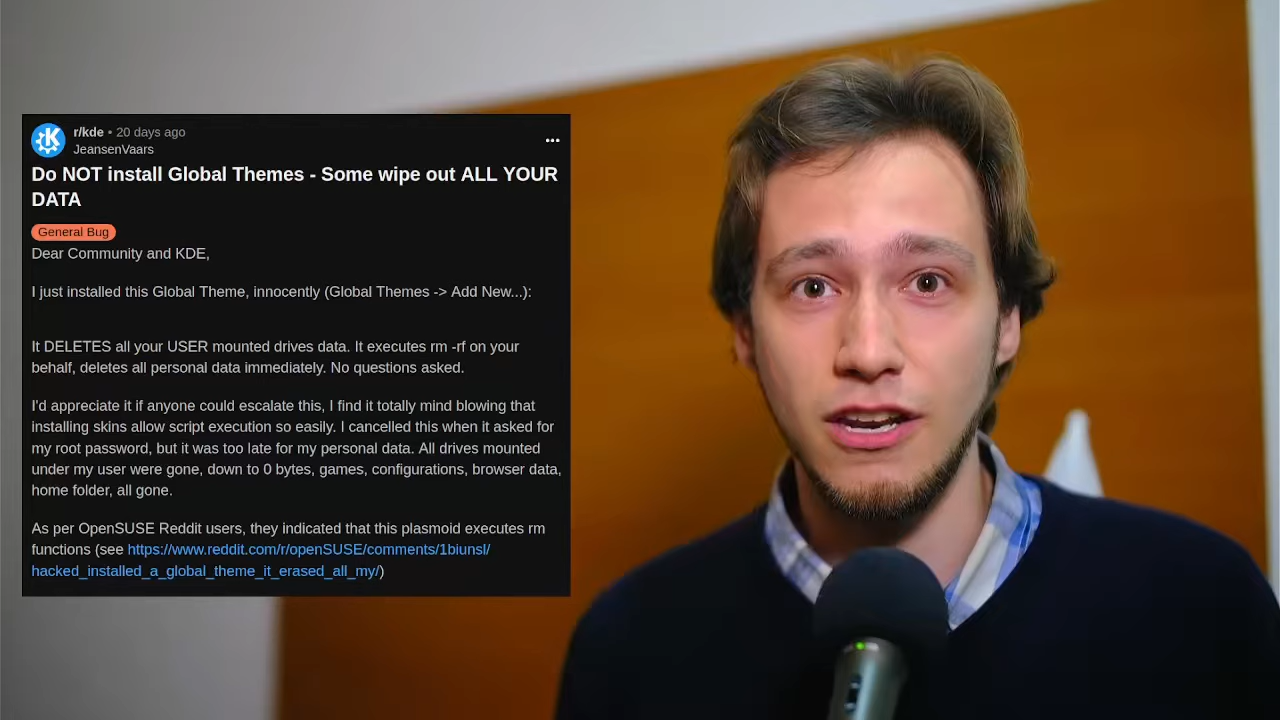 r/kde • 20 days ago
JeansenVaars
Do NOT install Global Themes - Some wipe out ALL YOUR
DATA
General Bug
Dear Community and KDE,
I just installed this Global Theme, innocently (Global Themes -> Add New...):
It DELETES all your USER mounted drives data. It executes rm -rf on your
behalf, deletes all personal data immediately. No questions asked.
I'd appreciate it if anyone could escalate this, I find it totally mind blowing that
installing skins allow script execution so easily. I cancelled this when it asked for
my root password, but it was too late for my personal data. All drives mounted
under my user were gone, down to 0 bytes, games, configurations, browser data,
home folder, all gone.
As per OpenSUSE Reddit users, they indicated that this plasmoid executes rm
functions (see https://www.reddit.com/r/openSUSE/comments/1biunsl/
hacked_installed_a_global_theme_it_erased_all_my/)